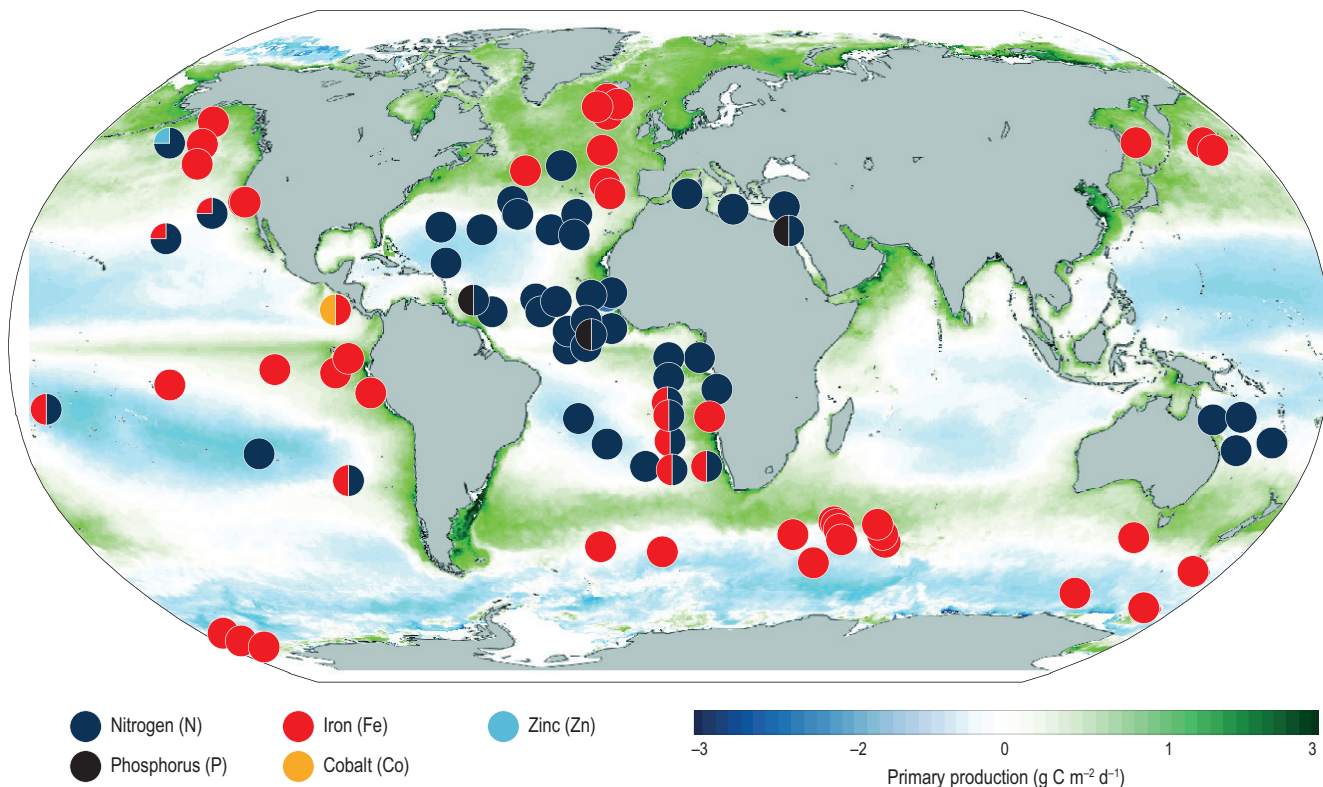 Nitrogen (N)
Iron (Fe)
Zinc (Zn)
Phosphorus (P)
Cobalt (Co)
–3
–2
0
1
3
Primary production (g C m⁻² d⁻¹)